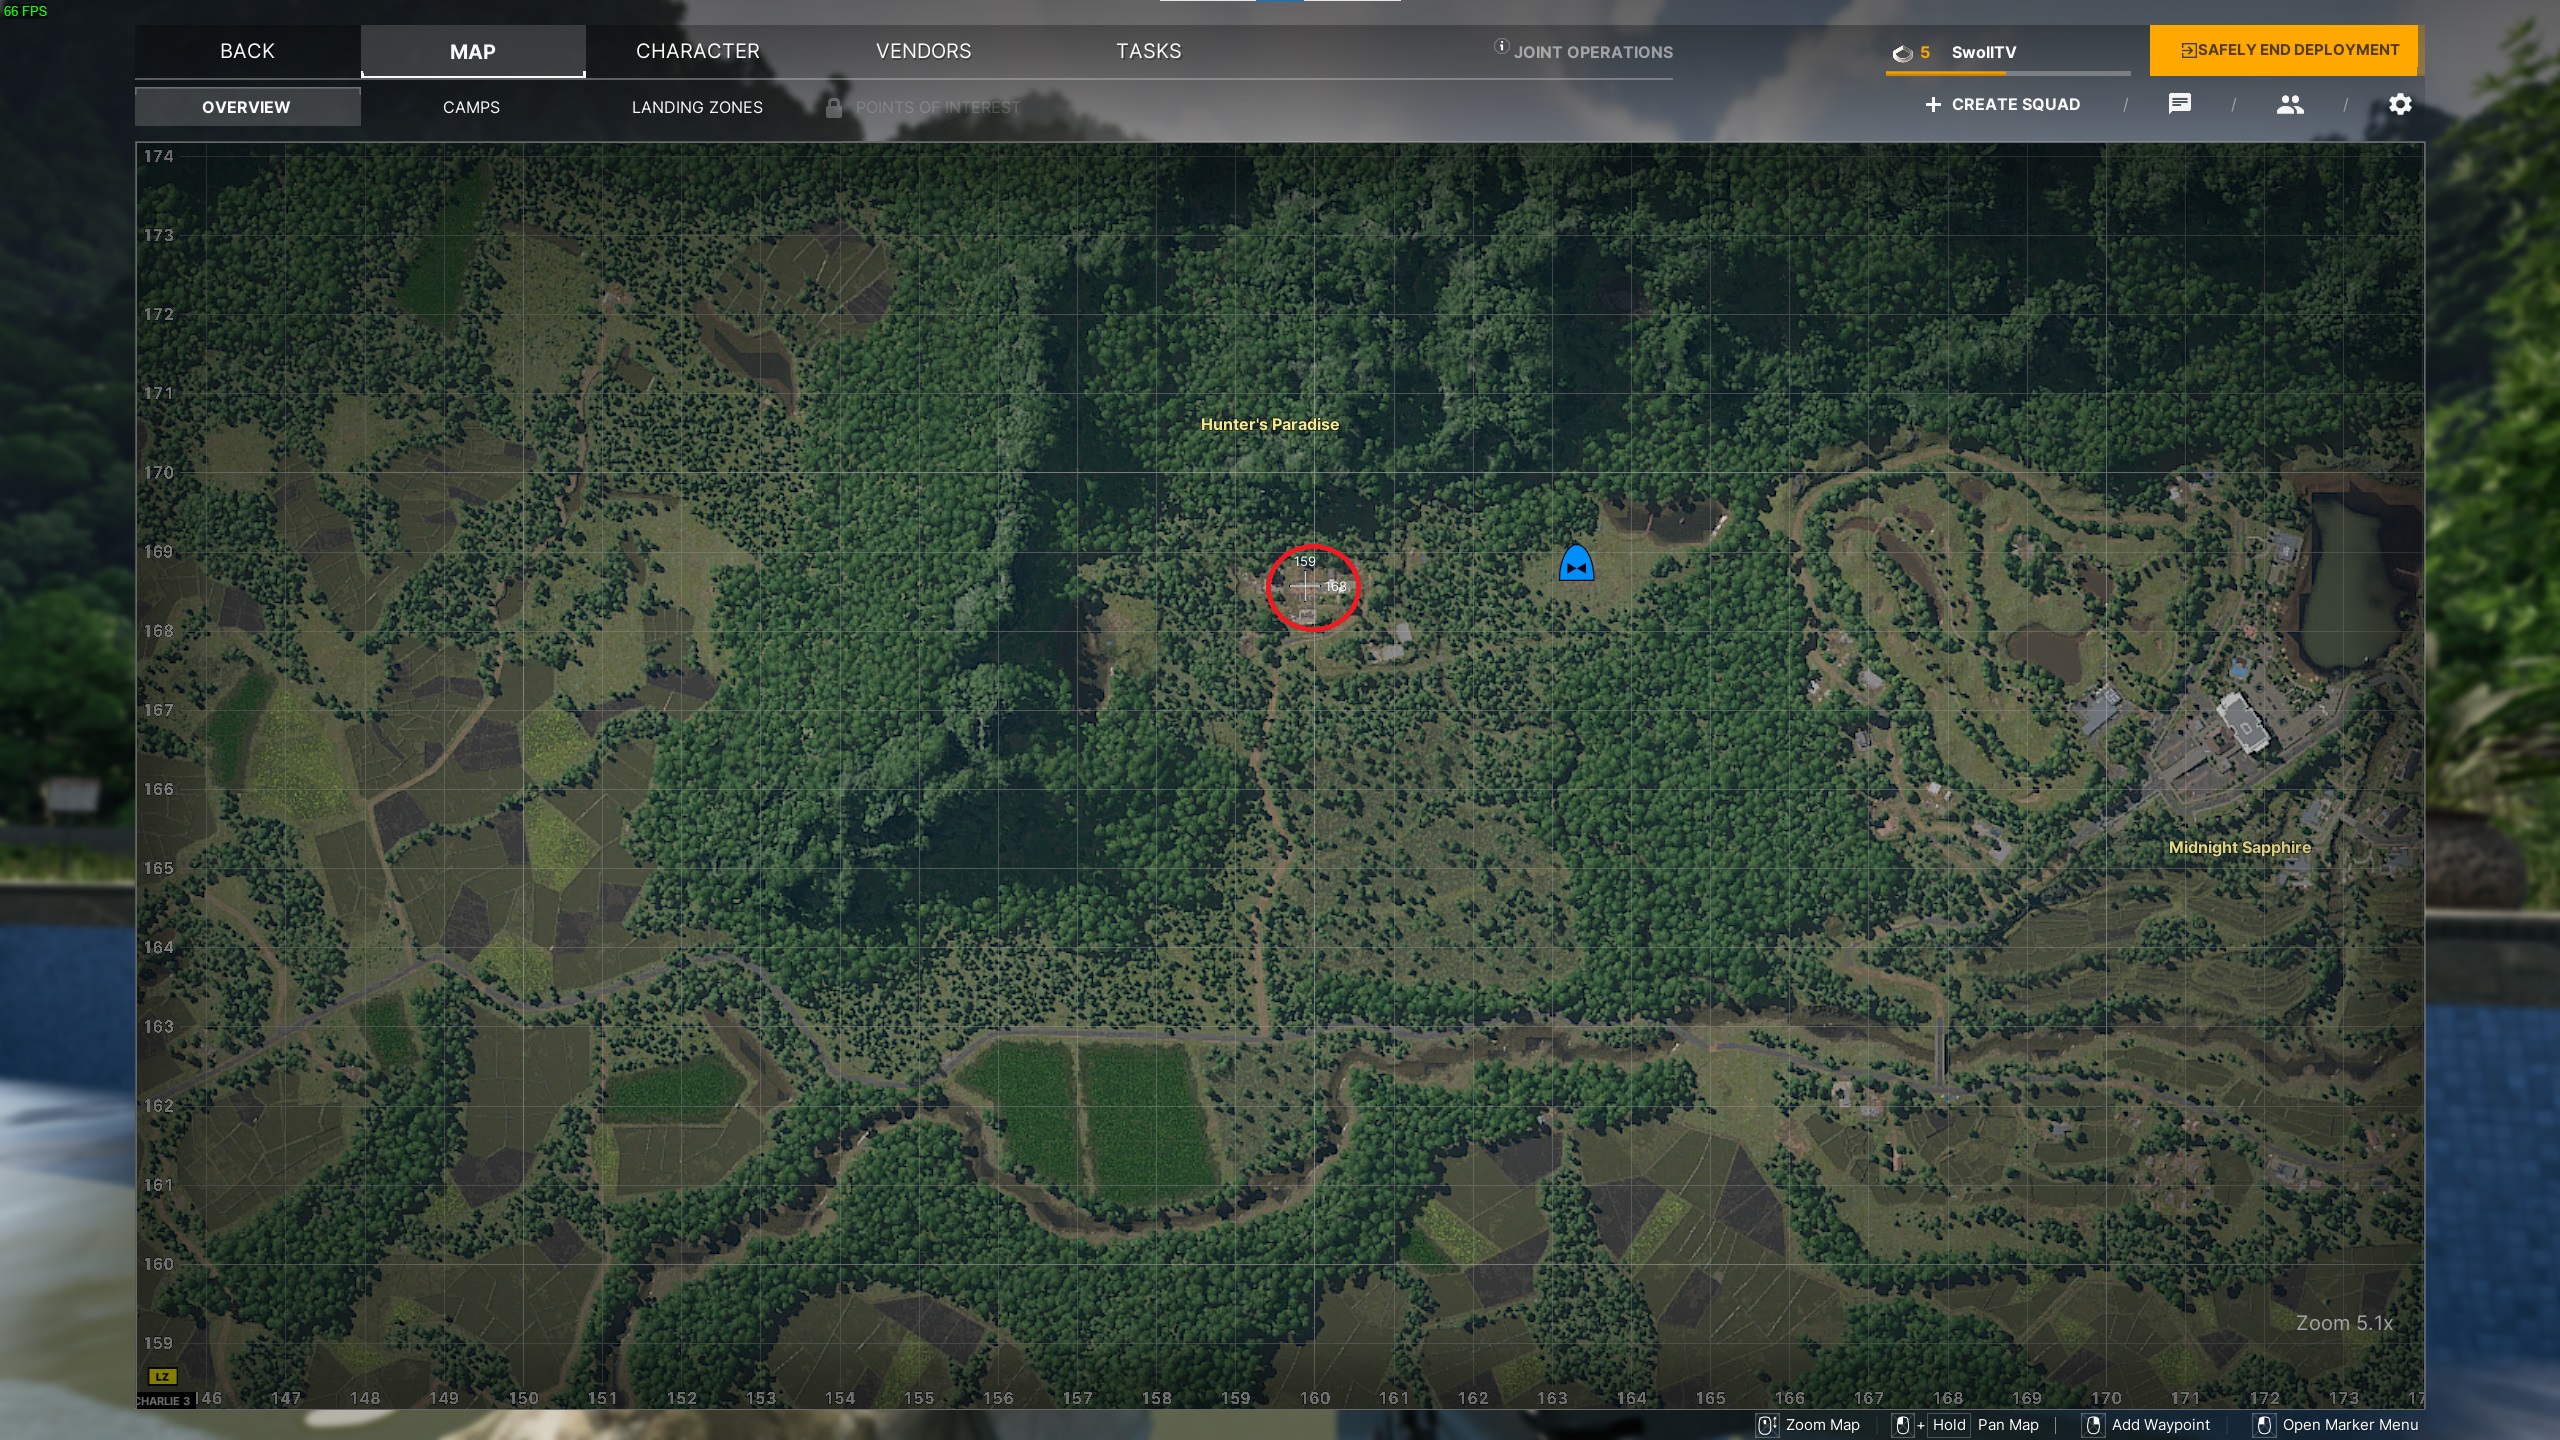 66 FPS
BACK
MAP
CHARACTER
VENDORS
TASKS
JOINT OPERATIONS
5
SwollTV
SAFELY END DEPLOYMENT
OVERVIEW
CAMPS
LANDING ZONES
POINTS OF INTEREST
CREATE SQUAD
/
/
/
174
173
172
171
Hunter's Paradise
170
169
159
168
168
167
166
165
Midnight Sapphire
164
163
162
161
160
Zoom 5.1x
159
LZ
CHARLIE 3
146 147 148 149 150 151 152 153 154 155 156 157 158 159 160 161 162 163 164 165 166 167 168 169 170 171 172 173 17
Zoom Map
+ Hold Pan Map
Add Waypoint
Open Marker Menu